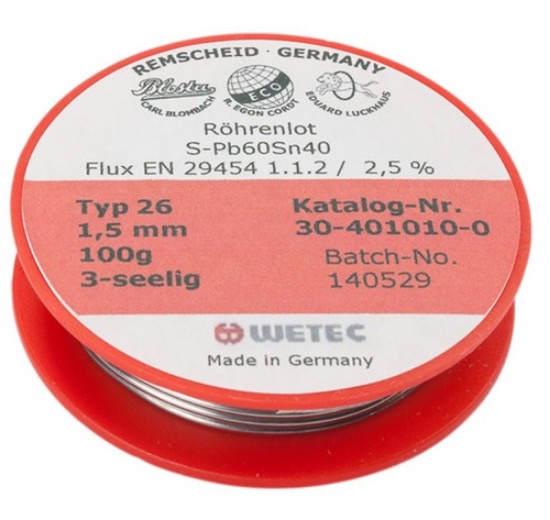 REMSCHEID · GERMANY
Blosta ECO
CARL BLOMBACH R. EGON CORDT EDUARD LUCKHAUS
Röhrenlot
S-Pb60Sn40
Flux EN 29454 1.1.2 / 2,5 %
Typ 26 Katalog-Nr.
1,5 mm 30-401010-0
100g Batch-No.
3-seelig 140529
WETEC
Made in Germany